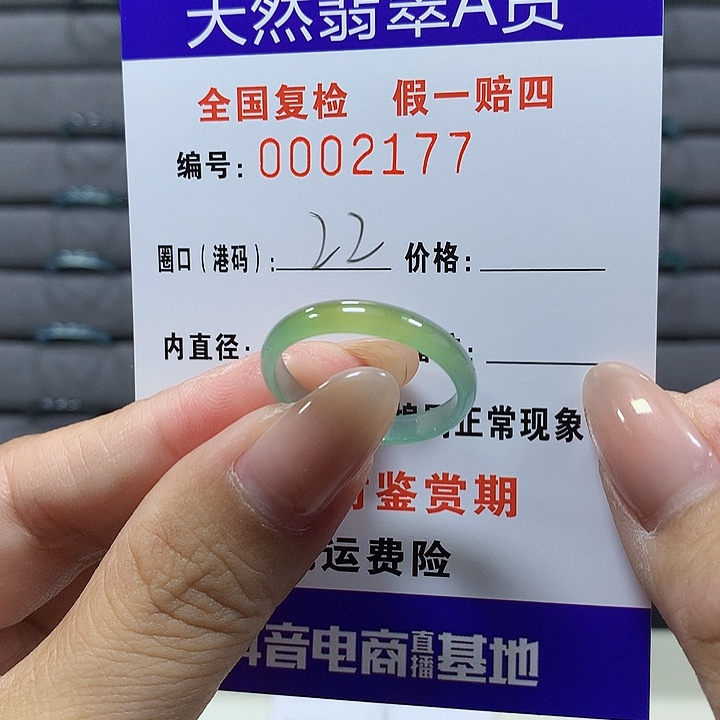 天然翡翠A货
全国复检 假一赔四
编号: 0002177
圈口(港码): 22 价格:
内直径:
正常现象
鉴赏期
运费险
音电商直播基地